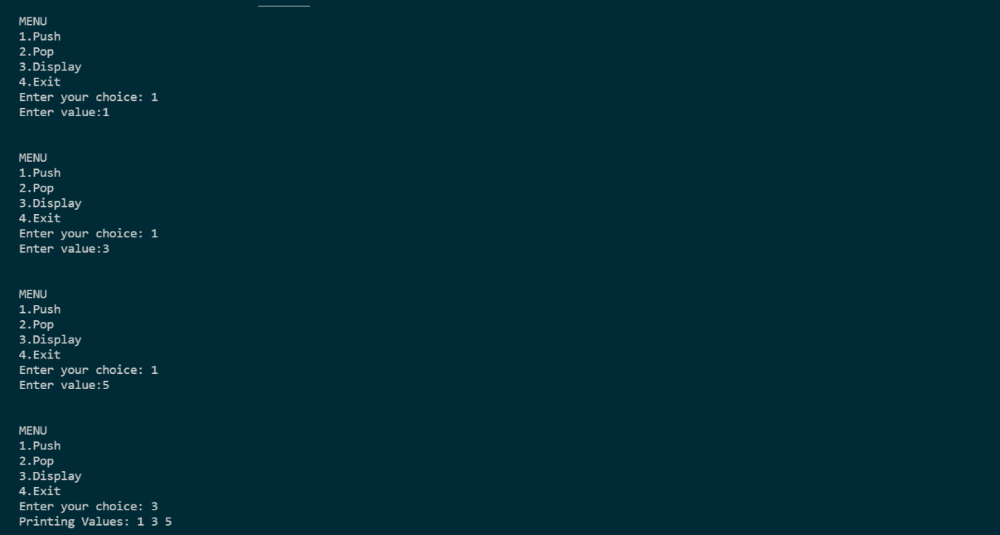 MENU
1.Push
2.Pop
3.Display
4.Exit
Enter your choice: 1
Enter value:1
MENU
1.Push
2.Pop
3.Display
4.Exit
Enter your choice: 1
Enter value:3
MENU
1.Push
2.Pop
3.Display
4.Exit
Enter your choice: 1
Enter value:5
MENU
1.Push
2.Pop
3.Display
4.Exit
Enter your choice: 3
Printing Values: 1 3 5